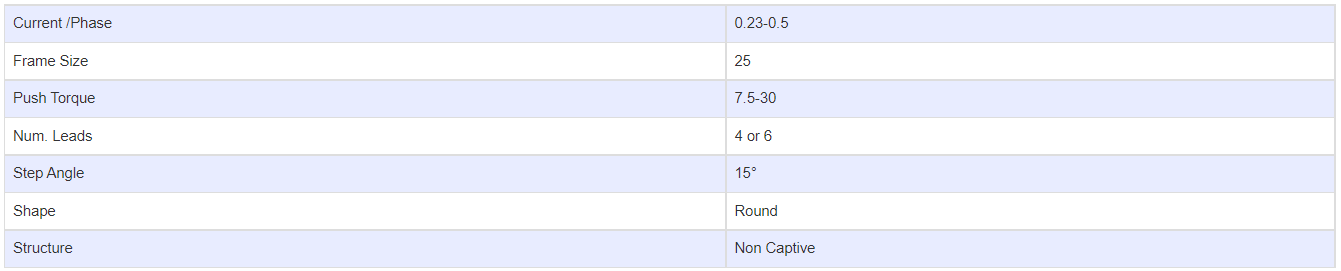 Current /Phase 0.23-0.5
Frame Size 25
Push Torque 7.5-30
Num. Leads 4 or 6
Step Angle 15°
Shape Round
Structure Non Captive